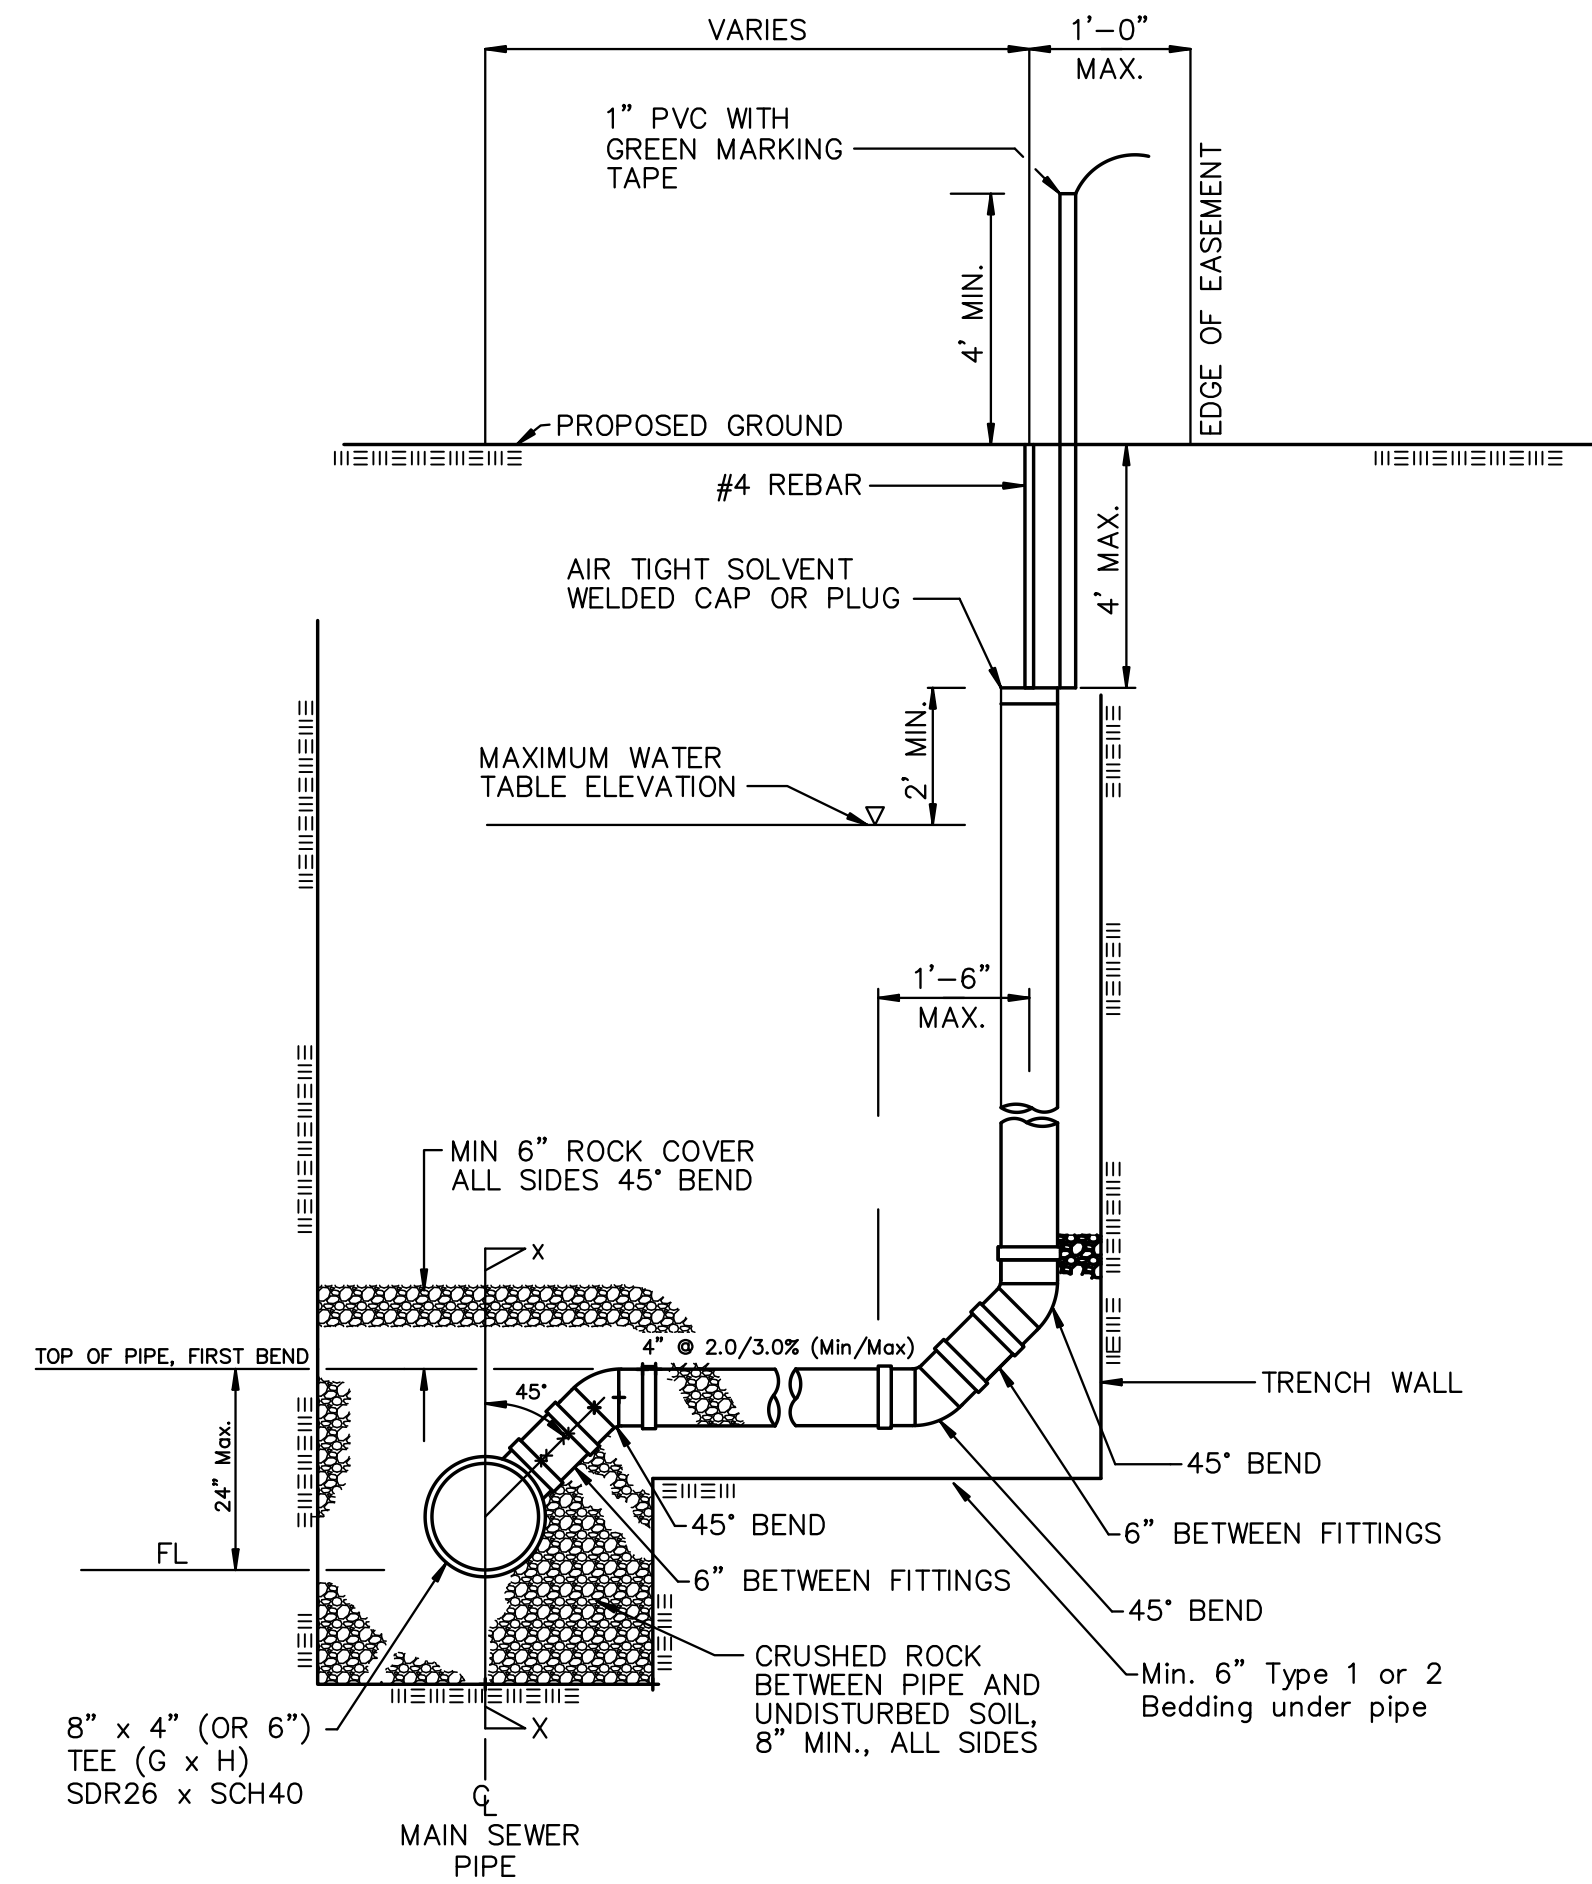 VARIES
1'-0"
MAX.
1" PVC WITH
GREEN MARKING
TAPE
EDGE OF EASEMENT
4' MIN.
PROPOSED GROUND
#4 REBAR
4' MAX.
AIR TIGHT SOLVENT
WELDED CAP OR PLUG
2' MIN.
MAXIMUM WATER
TABLE ELEVATION
1'-6"
MAX.
MIN 6" ROCK COVER
ALL SIDES 45° BEND
x
4" @ 2.0/3.0% (Min/Max)
TOP OF PIPE, FIRST BEND
45°
TRENCH WALL
24" Max.
45° BEND
45° BEND
6" BETWEEN FITTINGS
FL
6" BETWEEN FITTINGS
45° BEND
CRUSHED ROCK
BETWEEN PIPE AND
UNDISTURBED SOIL,
8" MIN., ALL SIDES
Min. 6" Type 1 or 2
Bedding under pipe
8" x 4" (OR 6")
TEE (G x H)
SDR26 x SCH40
X
CL
MAIN SEWER
PIPE